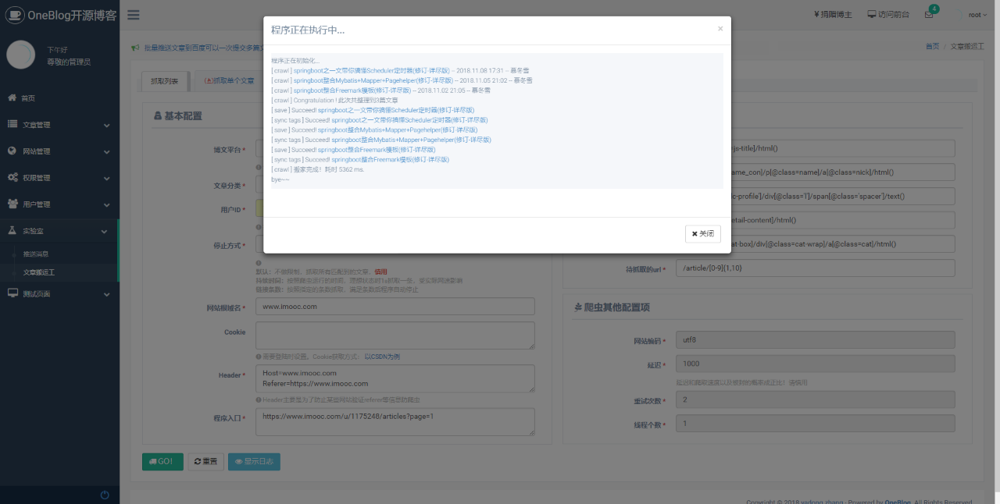 OneBlog开源博客
¥捐赠博主
访问前台
4
root
下午好
尊敬的管理员
首页
文章管理
网站管理
权限管理
用户管理
实验室
推送消息
文章搬运工
测试页面
批量推送文章到百度可以一次提交多篇文
首页 / 文章搬运工
抓取列表
抓取单个文章
程序正在执行中...
×
程序正在初始化...
[ crawl ] springboot之一文带你搞懂Scheduler定时器(修订-详尽版) -- 2018.11.08 17:31 -- 慕冬雪
[ crawl ] springboot整合Mybatis+Mapper+Pagehelper(修订-详尽版) -- 2018.11.05 21:02 -- 慕冬雪
[ crawl ] springboot整合Freemark模板(修订-详尽版) -- 2018.11.02 21:05 -- 慕冬雪
[ crawl ] Congratulation ! 此次共整理到3篇文章
[ save ] Succeed! springboot之一文带你搞懂Scheduler定时器(修订-详尽版)
[ sync tags ] Succeed! springboot之一文带你搞懂Scheduler定时器(修订-详尽版)
[ save ] Succeed! springboot整合Mybatis+Mapper+Pagehelper(修订-详尽版)
[ sync tags ] Succeed! springboot整合Mybatis+Mapper+Pagehelper(修订-详尽版)
[ save ] Succeed! springboot整合Freemark模板(修订-详尽版)
[ sync tags ] Succeed! springboot整合Freemark模板(修订-详尽版)
[ crawl ] 搬家完成! 耗时 5362 ms.
bye~~
关闭
基本配置
博文平台 *
文章分类 *
用户ID *
停止方式 *
默认：不做限制、抓取所有匹配到的文章，慎用
持续时间：按照爬虫运行的时间，理想状态时1s抓取一条，受实际网速影响
链接条数：按照指定的条数抓取，满足条数后程序自动停止
网站根域名 *
www.imooc.com
Cookie
需要登陆时设置。Cookie获取方式： 以CSDN为例
Header *
Host=www.imooc.com
Referer=https://www.imooc.com
Header主要是为了防止某些网站验证referer等信息防爬虫
程序入口 *
https://www.imooc.com/u/1175248/articles?page=1
GO!
重置
显示日志
js-title]/html()
ame_con]/p[@class=name]/a[@class=nick]/html()
c-profile']/div[@class='l']/span[@class='spacer']/text()
etail-content]/html()
at-box]/div[@class=cat-wrap]/a[@class=cat]/html()
待抓取的url *
/article/[0-9]{1,10}
爬虫其他配置项
网站编码 *
utf8
延迟 *
1000
延迟和爬取速度以及被封的概率成正比！请慎用
重试次数 *
2
线程个数 *
1
Copyright © 2018 yadong.zhang · Powered by OneBlog. All Rights Reserved.